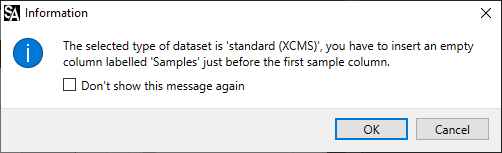 SA Information
The selected type of dataset is 'standard (XCMS)', you have to insert an empty
column labelled 'Samples' just before the first sample column.
Don't show this message again
OK
Cancel